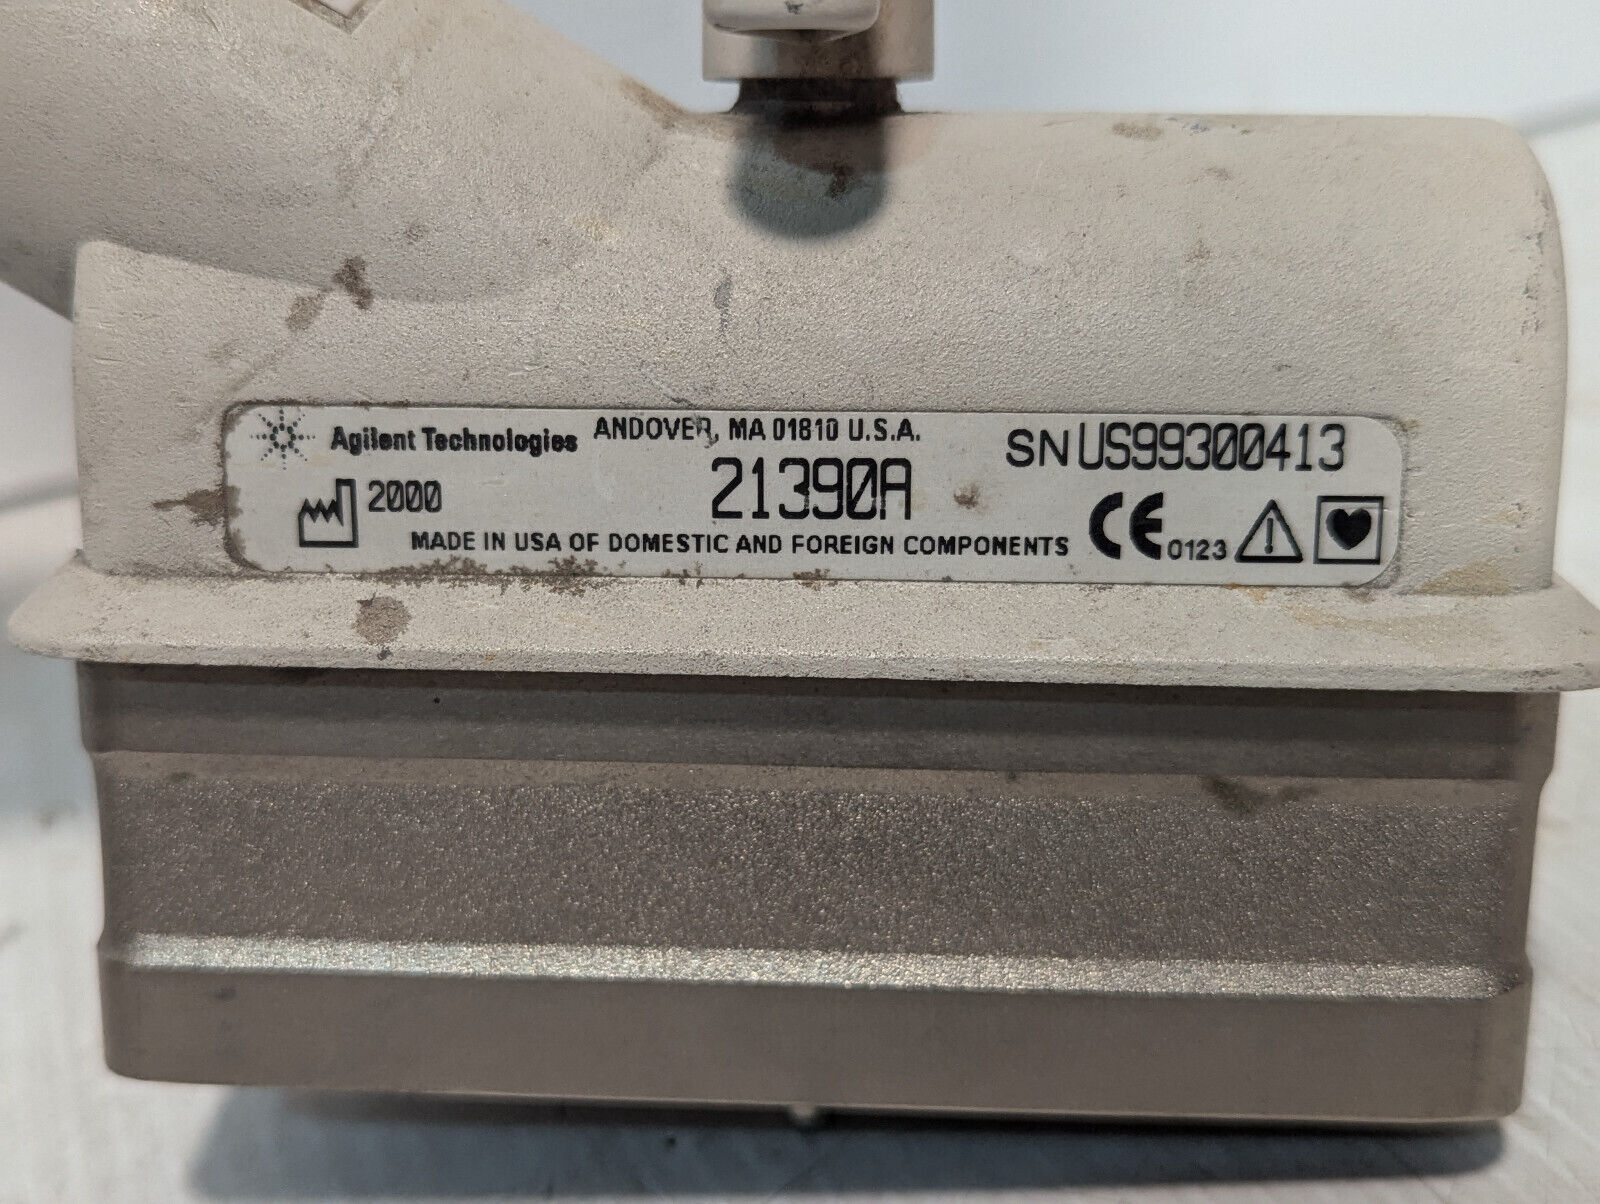 Agilent Technologies ANDOVER, MA 01810 U.S.A. SN US99300413
2000 21390A
MADE IN USA OF DOMESTIC AND FOREIGN COMPONENTS CE 0123